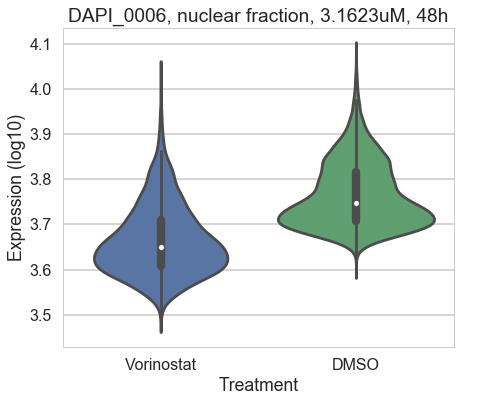 DAPI_0006, nuclear fraction, 3.1623uM, 48h
4.1
4.0
3.9
3.8
3.7
3.6
3.5
Expression (log10)
Vorinostat DMSO
Treatment